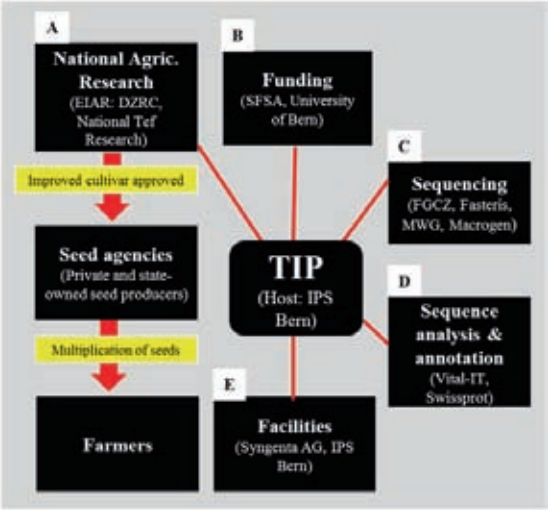 A
National Agric.
Research
(EIAR: DZRC,
National Tef
Research)
B
Funding
(SFSA, University
of Bern)
C
Sequencing
(FGCZ, Fasteris,
MWG, Macrogen)
Improved cultivar approved
Seed agencies
(Private and state-
owned seed producers)
TIP
(Host: IPS
Bern)
D
Sequence
analysis &
annotation
(Vital-IT,
Swissprot)
Multiplication of seeds
Farmers
E
Facilities
(Syngenta AG, IPS
Bern)